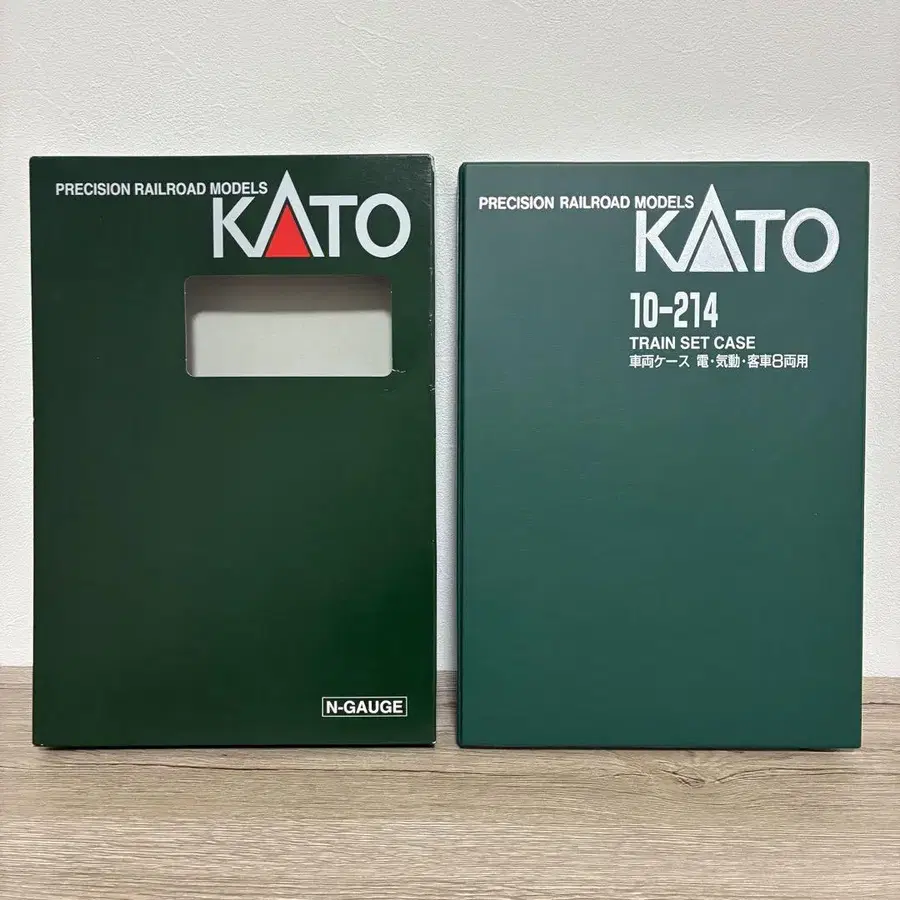 PRECISION RAILROAD MODELS
KATO
N-GAUGE
PRECISION RAILROAD MODELS
KATO
10-214
TRAIN SET CASE
車両ケース 電・気動・客車8両用